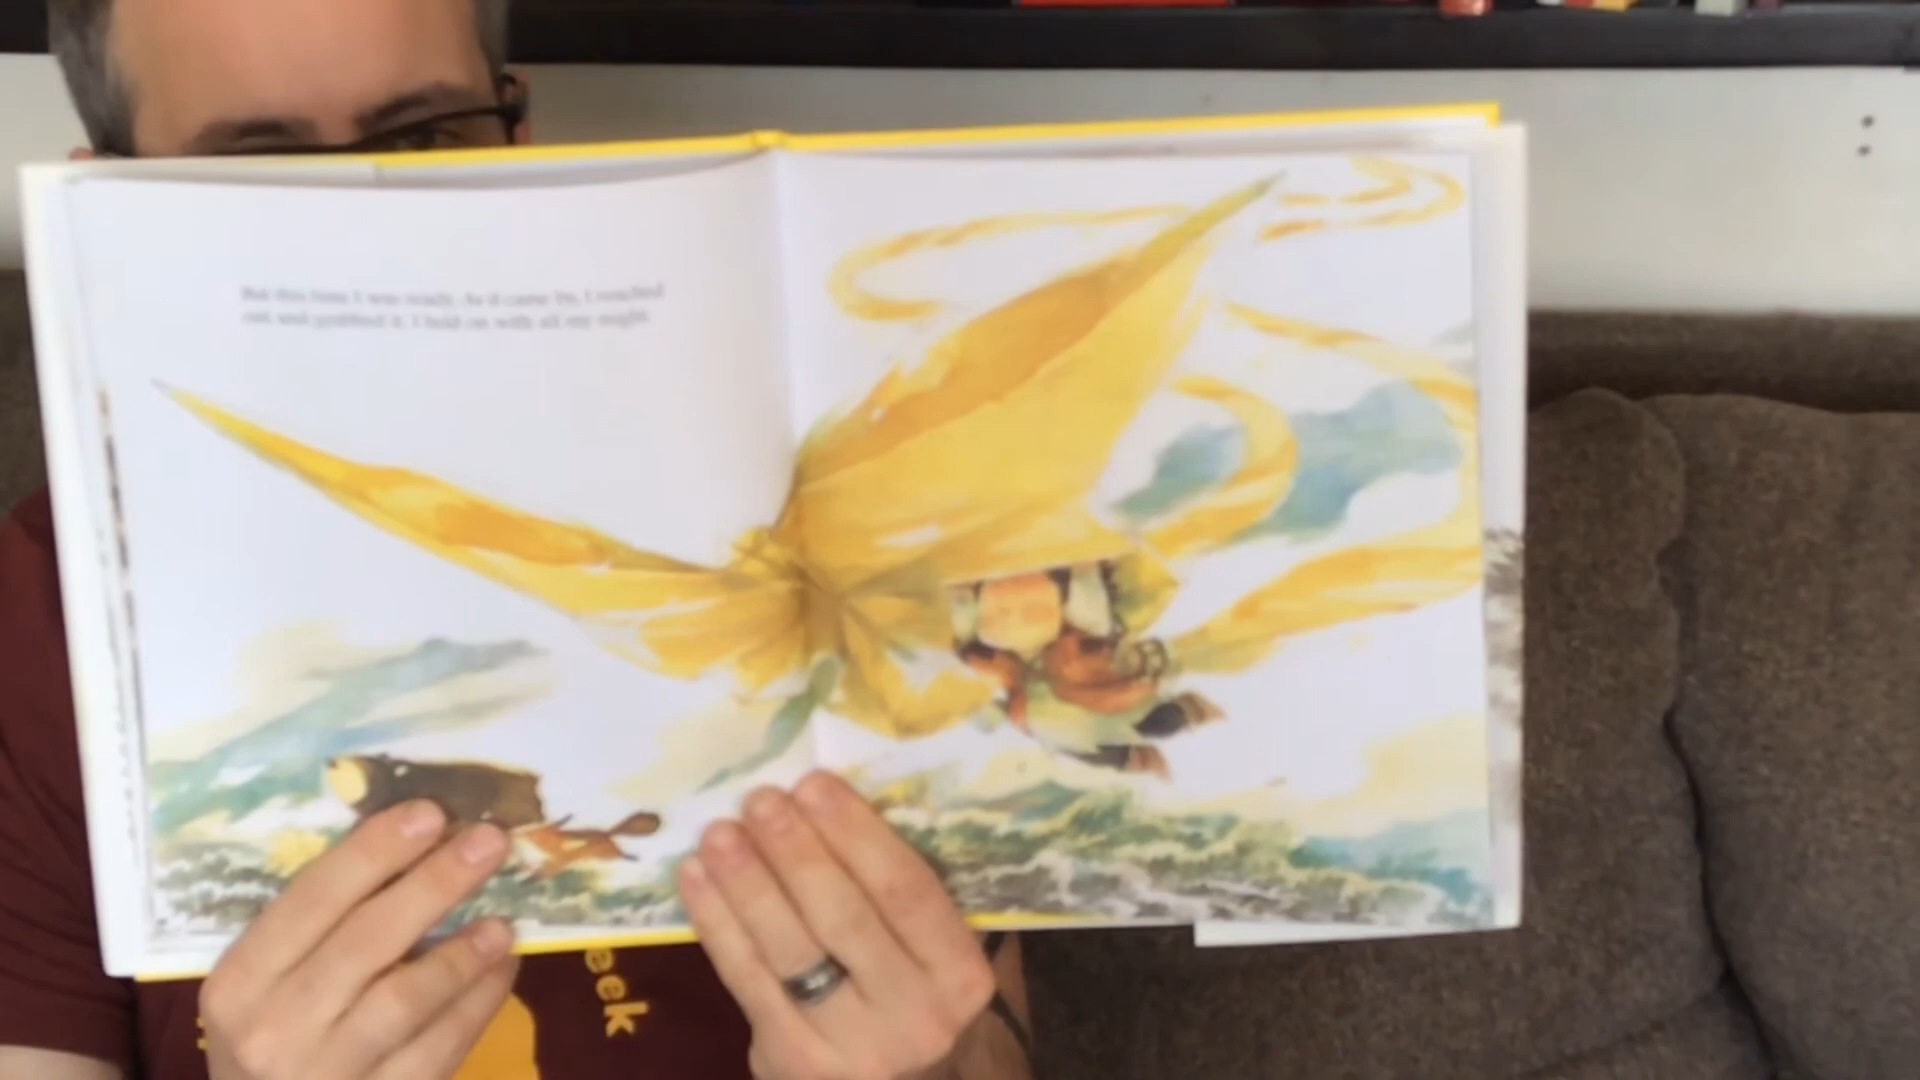 But this time I was ready. As it came by, I reached
out and grabbed it. I held on with all my might.
eek